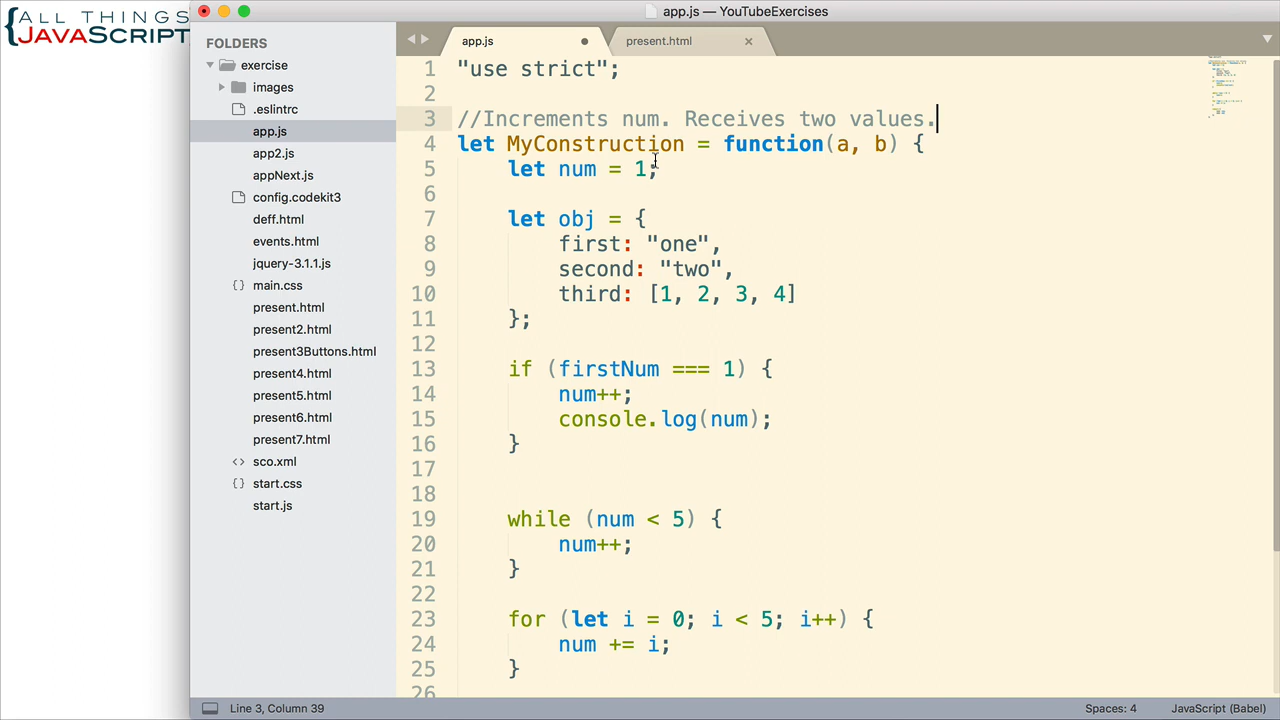 ALL THINGS
JAVASCRIPT
app.js — YouTubeExercises
FOLDERS
exercise
images
.eslintrc
app.js
app2.js
appNext.js
config.codekit3
deff.html
events.html
jquery-3.1.1.js
{} main.css
present.html
present2.html
present3Buttons.html
present4.html
present5.html
present6.html
present7.html
<> sco.xml
{} start.css
start.js
app.js
present.html
1 "use strict";
2
3 //Increments num. Receives two values.
4 let MyConstruction = function(a, b) {
5     let num = 1;
6
7     let obj = {
8         first: "one",
9         second: "two",
10         third: [1, 2, 3, 4]
11     };
12
13     if (firstNum === 1) {
14         num++;
15         console.log(num);
16     }
17
18
19     while (num < 5) {
20         num++;
21     }
22
23     for (let i = 0; i < 5; i++) {
24         num += i;
25     }
26
Line 3, Column 39
Spaces: 4
JavaScript (Babel)